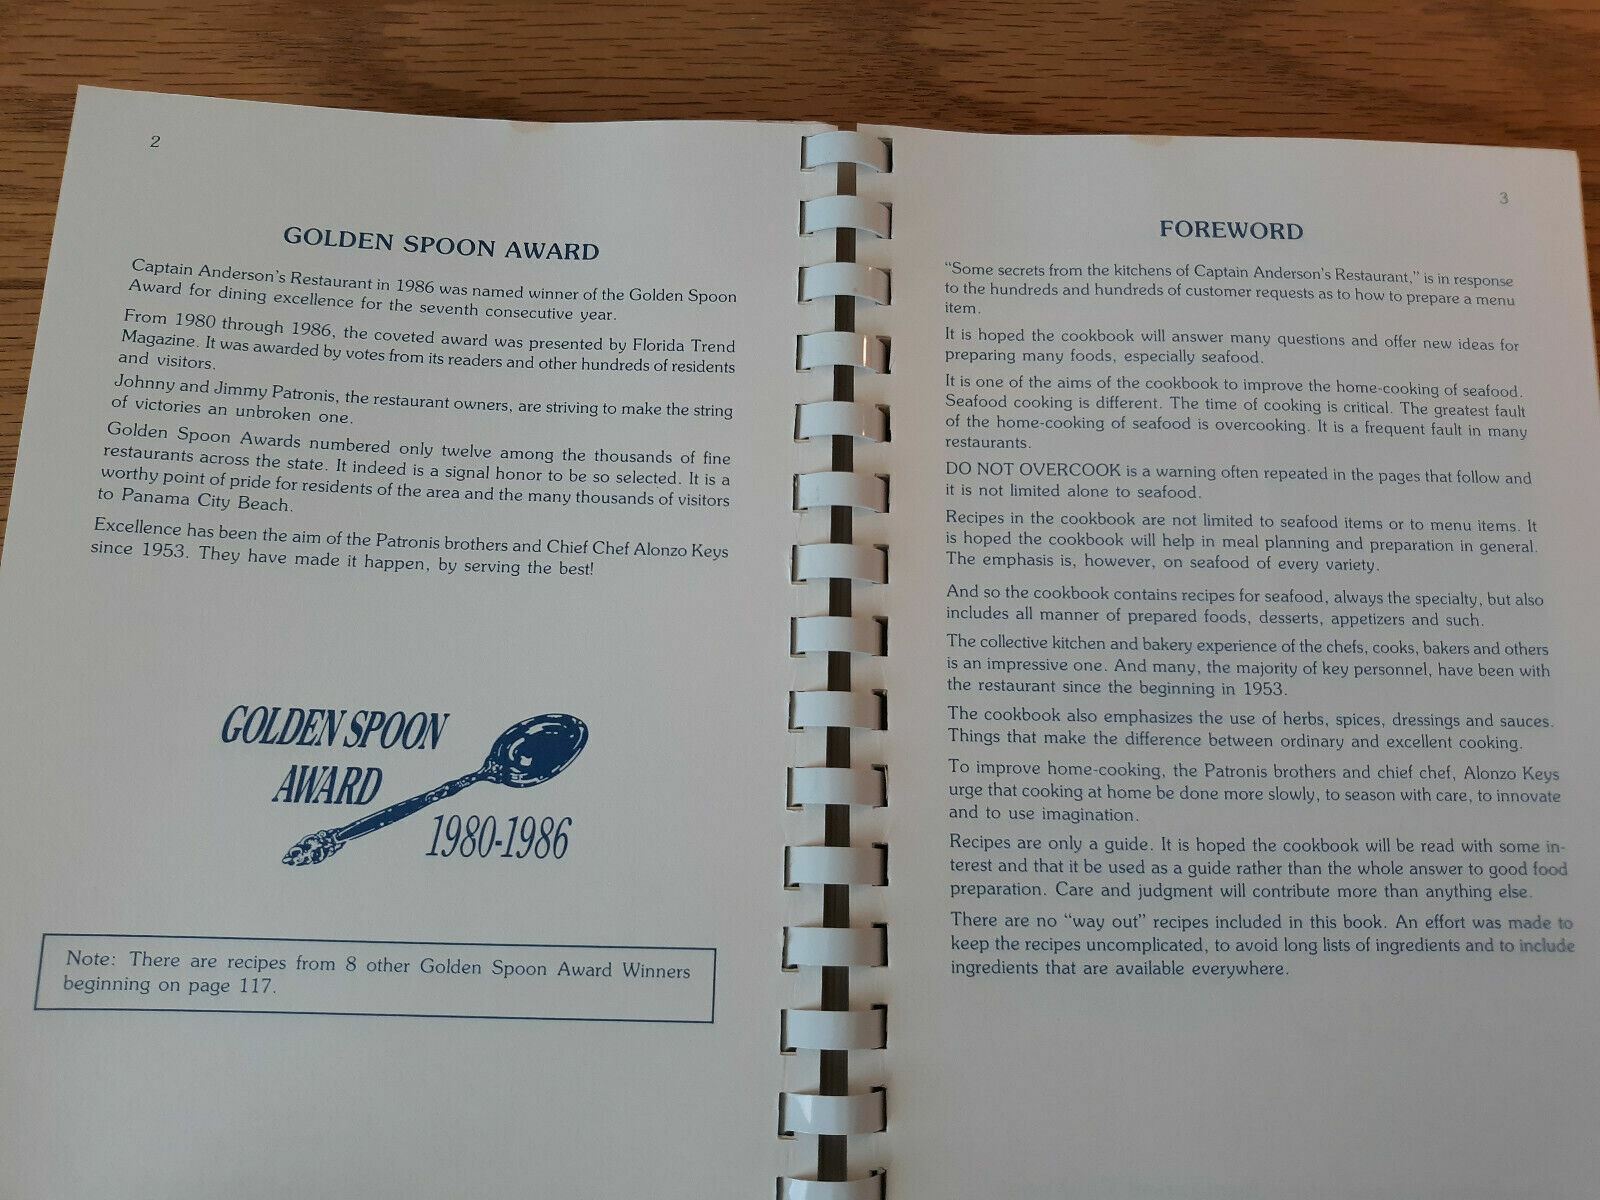 2
GOLDEN SPOON AWARD
Captain Anderson's Restaurant in 1986 was named winner of the Golden Spoon
Award for dining excellence for the seventh consecutive year.
From 1980 through 1986, the coveted award was presented by Florida Trend
Magazine. It was awarded by votes from its readers and other hundreds of residents
and visitors.
Johnny and Jimmy Patronis, the restaurant owners, are striving to make the string
of victories an unbroken one.
Golden Spoon Awards numbered only twelve among the thousands of fine
restaurants across the state. It indeed is a signal honor to be so selected. It is a
worthy point of pride for residents of the area and the many thousands of visitors
to Panama City Beach.
Excellence has been the aim of the Patronis brothers and Chief Chef Alonzo Keys
since 1953. They have made it happen, by serving the best!
GOLDEN SPOON
AWARD
1980-1986
Note: There are recipes from 8 other Golden Spoon Award Winners
beginning on page 117.
3
FOREWORD
"Some secrets from the kitchens of Captain Anderson's Restaurant," is in response
to the hundreds and hundreds of customer requests as to how to prepare a menu
item.
It is hoped the cookbook will answer many questions and offer new ideas for
preparing many foods, especially seafood.
It is one of the aims of the cookbook to improve the home-cooking of seafood.
Seafood cooking is different. The time of cooking is critical. The greatest fault
of the home-cooking of seafood is overcooking. It is a frequent fault in many
restaurants.
DO NOT OVERCOOK is a warning often repeated in the pages that follow and
it is not limited alone to seafood.
Recipes in the cookbook are not limited to seafood items or to menu items. It
is hoped the cookbook will help in meal planning and preparation in general.
The emphasis is, however, on seafood of every variety.
And so the cookbook contains recipes for seafood, always the specialty, but also
includes all manner of prepared foods, desserts, appetizers and such.
The collective kitchen and bakery experience of the chefs, cooks, bakers and others
is an impressive one. And many, the majority of key personnel, have been with
the restaurant since the beginning in 1953.
The cookbook also emphasizes the use of herbs, spices, dressings and sauces.
Things that make the difference between ordinary and excellent cooking.
To improve home-cooking, the Patronis brothers and chief chef, Alonzo Keys
urge that cooking at home be done more slowly, to season with care, to innovate
and to use imagination.
Recipes are only a guide. It is hoped the cookbook will be read with some in-
terest and that it be used as a guide rather than the whole answer to good food
preparation. Care and judgment will contribute more than anything else.
There are no "way out" recipes included in this book. An effort was made to
keep the recipes uncomplicated, to avoid long lists of ingredients and to include
ingredients that are available everywhere.